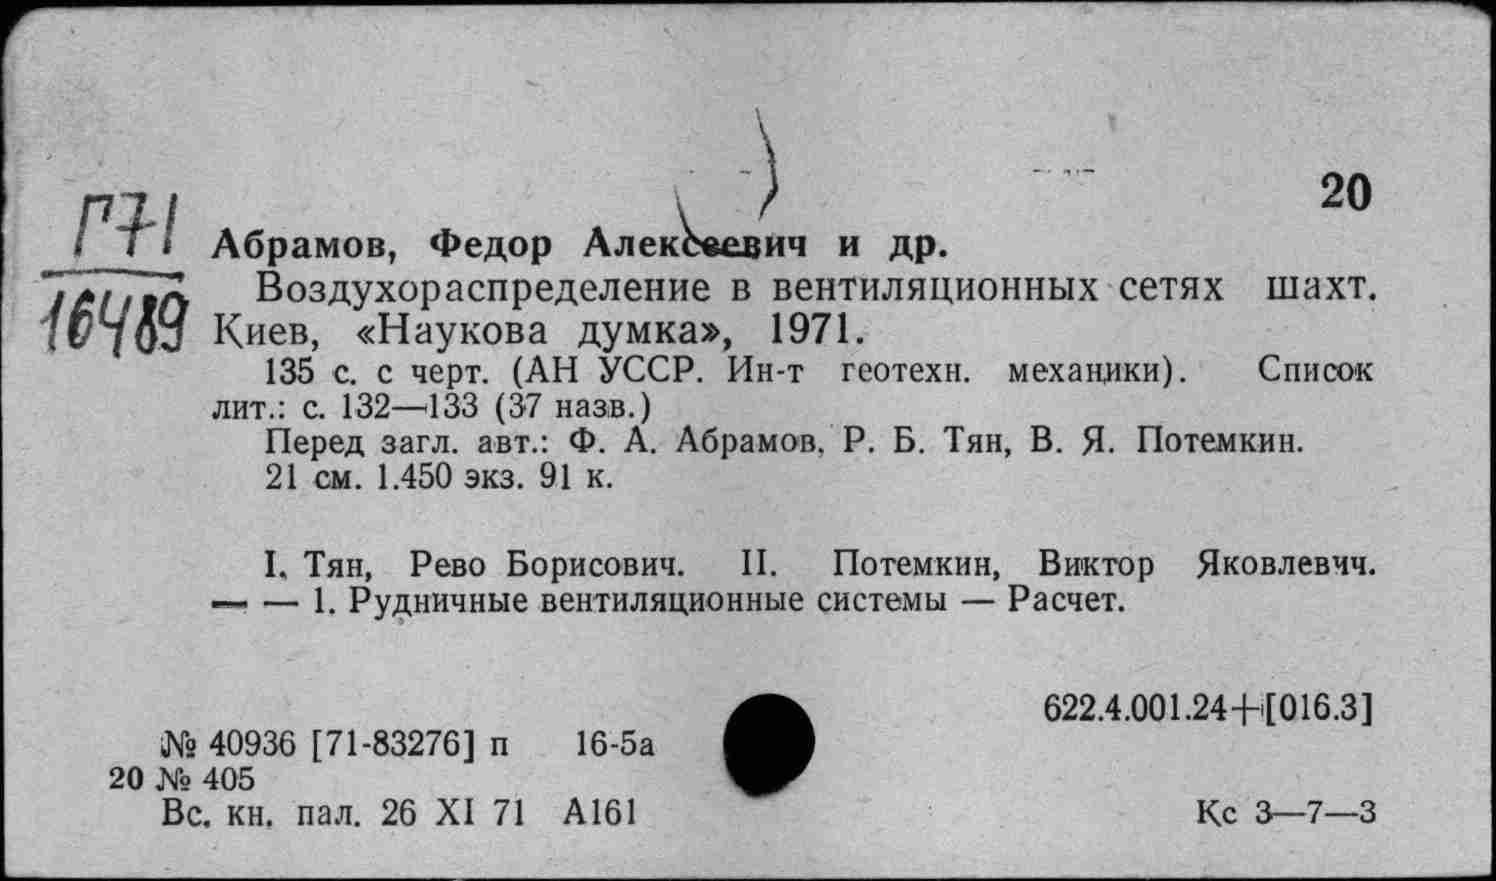 20
Г71
16489
Абрамов, Федор Алексеевич и др.
Воздухораспределение в вентиляционных сетях шахт.
Киев, «Наукова думка», 1971.
135 с. с черт. (АН УССР. Ин-т геотехн. механики). Список
лит.: с. 132—133 (37 назв.)
Перед загл. авт.: Ф. А. Абрамов, Р. Б. Тян, В. Я. Потемкин.
21 см. 1.450 экз. 91 к.
I. Тян, Рево Борисович. II. Потемкин, Виктор Яковлевич.
— — 1. Рудничные вентиляционные системы — Расчет.
622.4.001.24+[016.3]
№ 40936 [71-83276] п 16-5а
20 № 405
Вс. кн. пал. 26 XI 71 А161
Кс 3—7—3